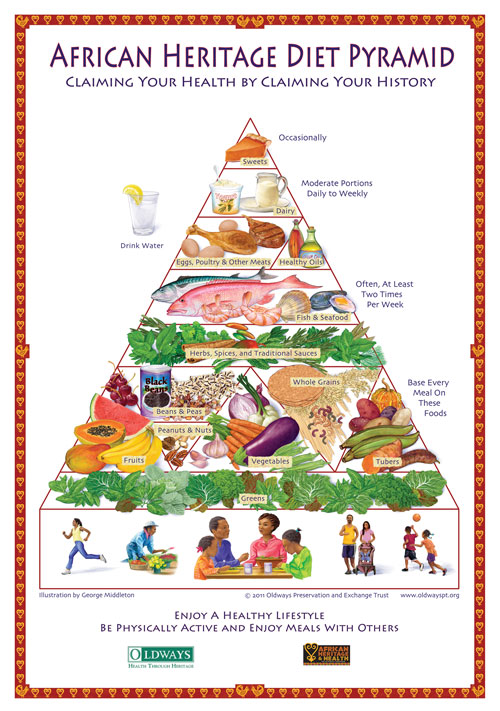 AFRICAN HERITAGE DIET PYRAMID
CLAIMING YOUR HEALTH BY CLAIMING YOUR HISTORY
Occasionally
Sweets
Moderate Portions
Daily to Weekly
Dairy
Drink Water
Eggs, Poultry & Other Meats
Healthy Oils
Often, At Least
Two Times
Per Week
Fish & Seafood
Herbs, Spices, and Traditional Sauces
Black
Beans
Whole Grains
Base Every
Meal On
These
Foods
Beans & Peas
Peanuts & Nuts
Fruits
Vegetables
Tubers
Greens
Illustration by George Middleton
© 2011 Oldways Preservation and Exchange Trust
www.oldwayspt.org
ENJOY A HEALTHY LIFESTYLE
BE PHYSICALLY ACTIVE AND ENJOY MEALS WITH OTHERS
OLDWAYS
HEALTH THROUGH HERITAGE
AFRICAN
HERITAGE
& HEALTH